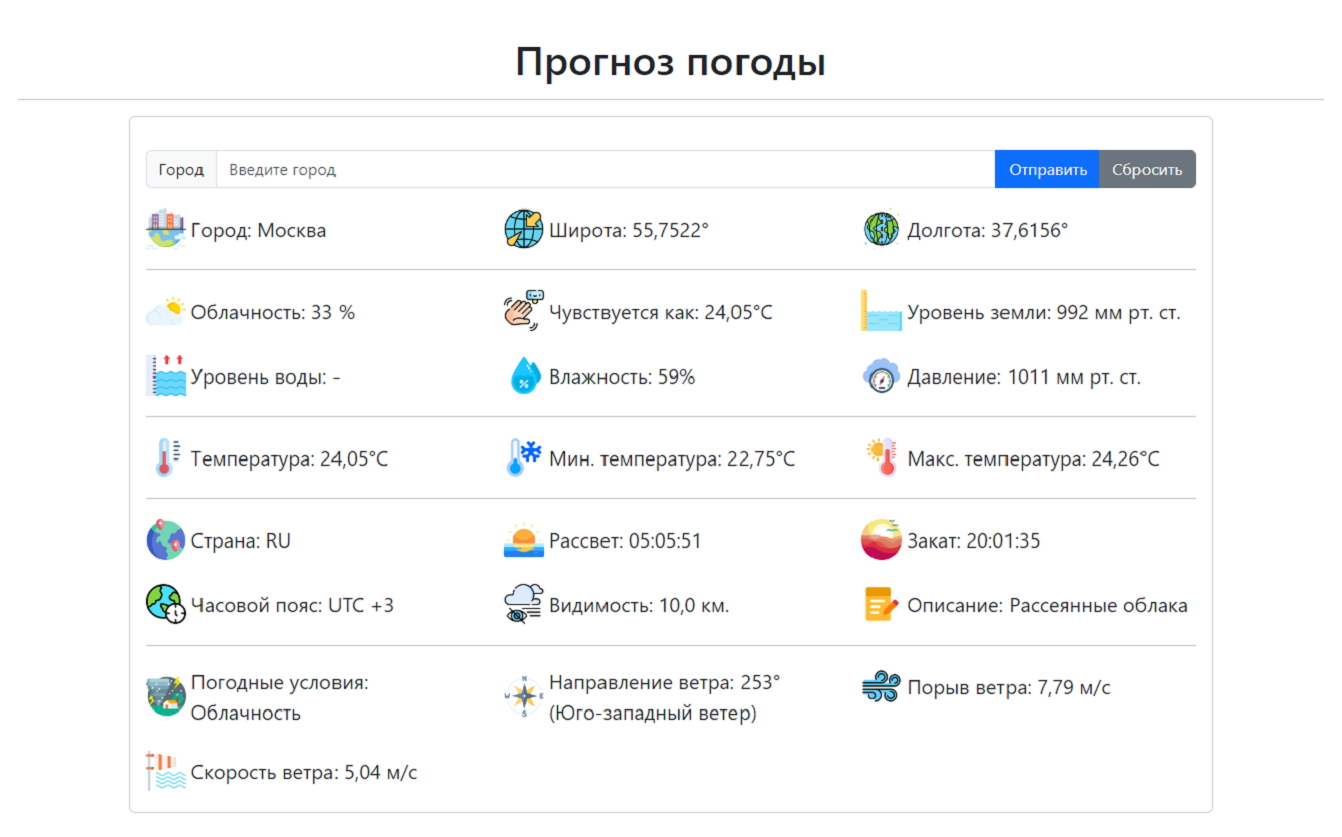 Прогноз погоды
Город Введите город Отправить Сбросить
Город: Москва Широта: 55,7522° Долгота: 37,6156°
Облачность: 33 % Чувствуется как: 24,05°C Уровень земли: 992 мм рт. ст.
Уровень воды: - Влажность: 59% Давление: 1011 мм рт. ст.
Температура: 24,05°C Мин. температура: 22,75°C Макс. температура: 24,26°C
Страна: RU Рассвет: 05:05:51 Закат: 20:01:35
Часовой пояс: UTC +3 Видимость: 10,0 км. Описание: Рассеянные облака
Погодные условия:
Облачность
N
W E
S
Направление ветра: 253°
(Юго-западный ветер)
Порыв ветра: 7,79 м/с
Скорость ветра: 5,04 м/с